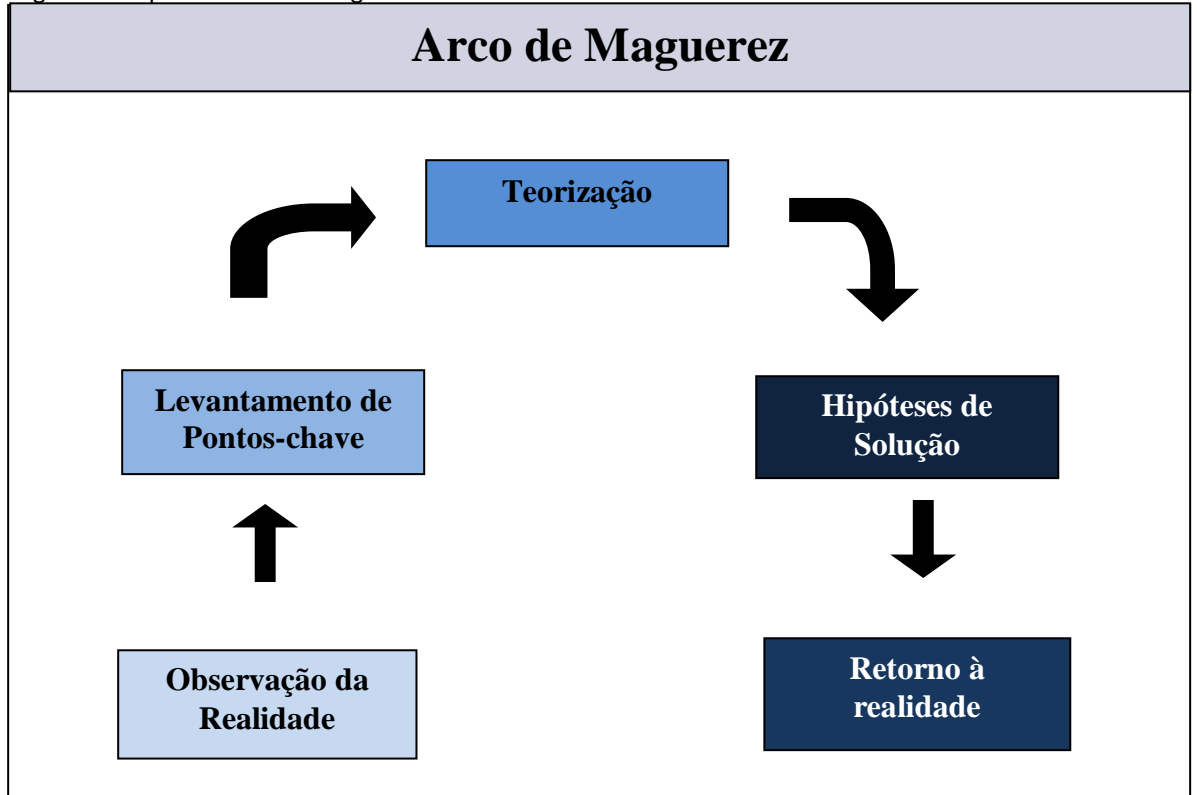 Arco de Maguerez
Teorização
Levantamento de
Pontos-chave
Hipóteses de
Solução
Observação da
Realidade
Retorno à
realidade